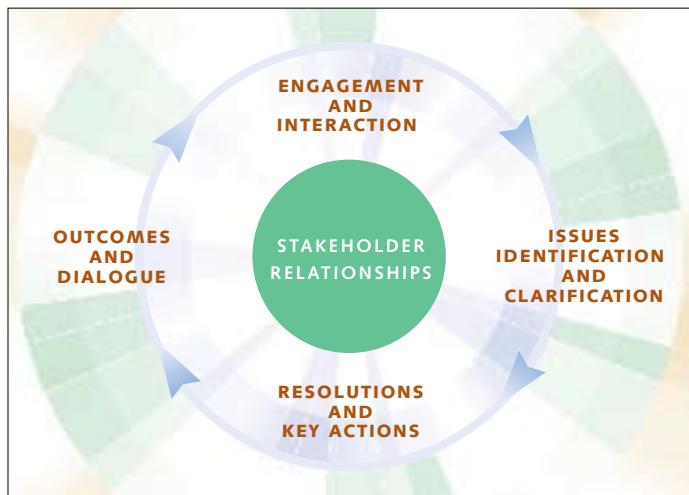 ENGAGEMENT
AND
INTERACTION
ISSUES
IDENTIFICATION
AND
CLARIFICATION
RESOLUTIONS
AND
KEY ACTIONS
OUTCOMES
AND
DIALOGUE
STAKEHOLDER
RELATIONSHIPS